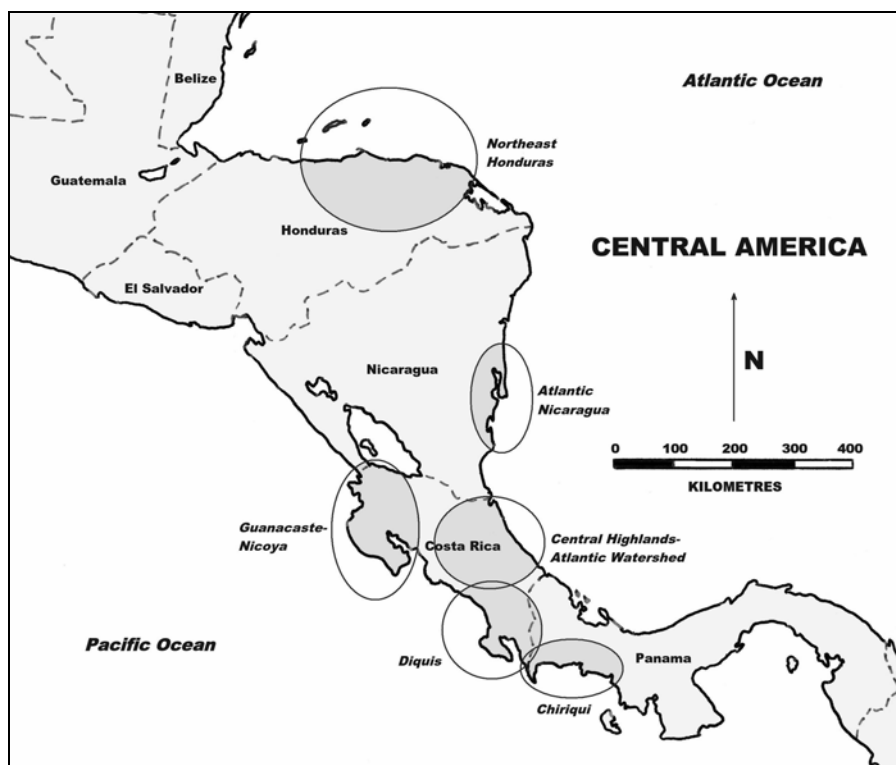 Belize
Atlantic Ocean
Northeast
Honduras
Guatemala
Honduras
CENTRAL AMERICA
El Salvador
N
Nicaragua
Atlantic
Nicaragua
0 100 200 300 400
KILOMETRES
Guanacaste-
Nicoya
Costa Rica
Central Highlands-
Atlantic Watershed
Pacific Ocean
Diquis
Panama
Chiriqui